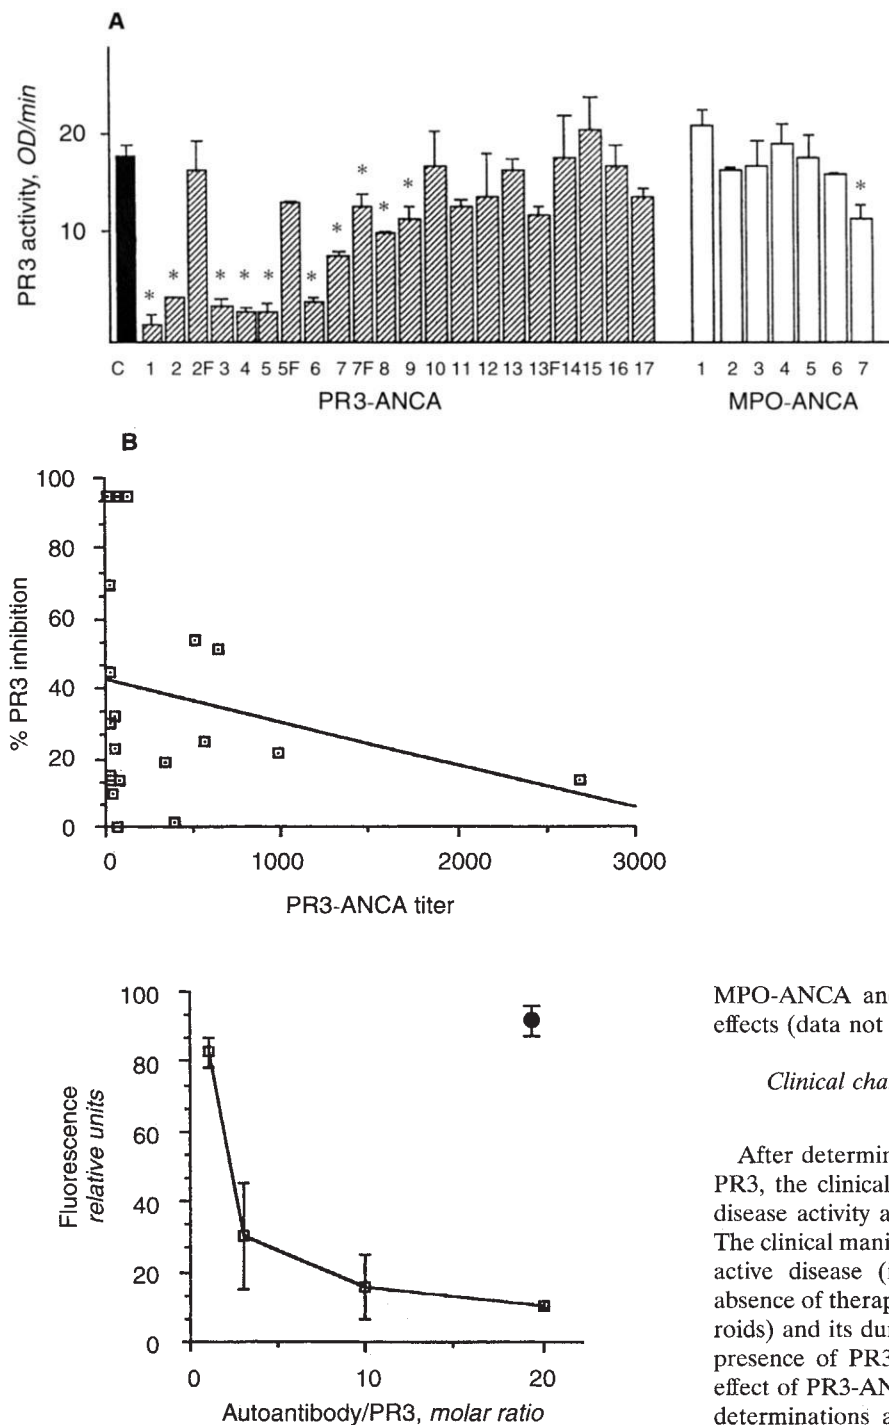 A
PR3 activity, OD/min
20
10
* * * * * * * * * *
*
C 1 2 2F 3 4 5 5F 6 7 7F 8 9 10 11 12 13 13F 14 15 16 17
1 2 3 4 5 6 7
PR3-ANCA
MPO-ANCA
B
% PR3 inhibition
100
80
60
40
20
0
0 1000 2000 3000
PR3-ANCA titer
Fluorescence
relative units
100
80
60
40
20
0
0 10 20
Autoantibody/PR3, molar ratio
MPO-ANCA and
effects (data not
Clinical cha
After determin
PR3, the clinical
disease activity a
The clinical mani
active disease (i
absence of therap
roids) and its du
presence of PR3
effect of PR3-AN
determinations a